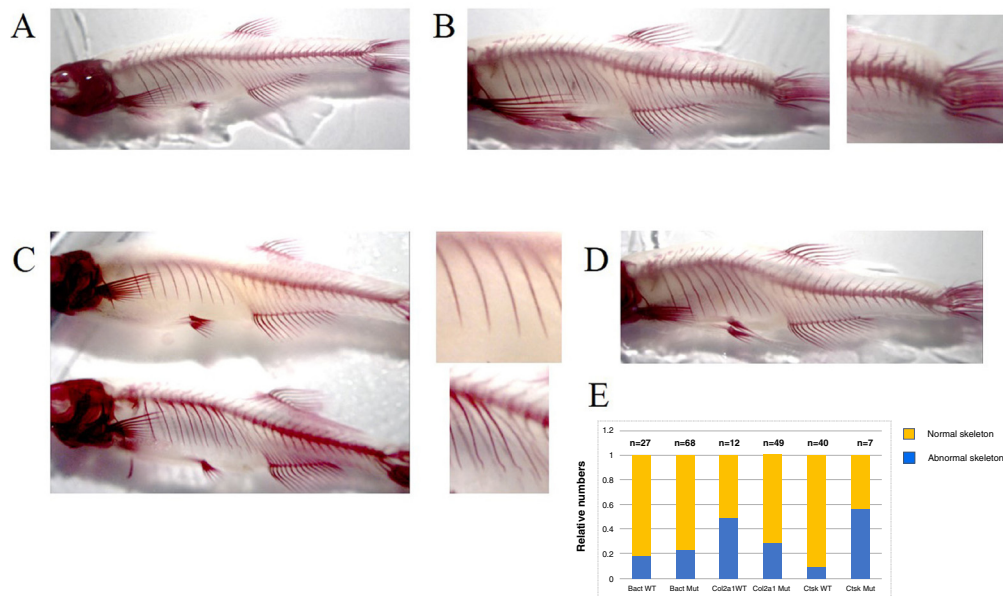 A
B
C
D
E
Normal skeleton
Abnormal skeleton
Relative numbers
1.2
1
0.8
0.6
0.4
0.2
0
n=27 n=68 n=12 n=49 n=40 n=7
Bact WT Bact Mut Col2a1WT Col2a1 Mut Ctsk WT Ctsk Mut